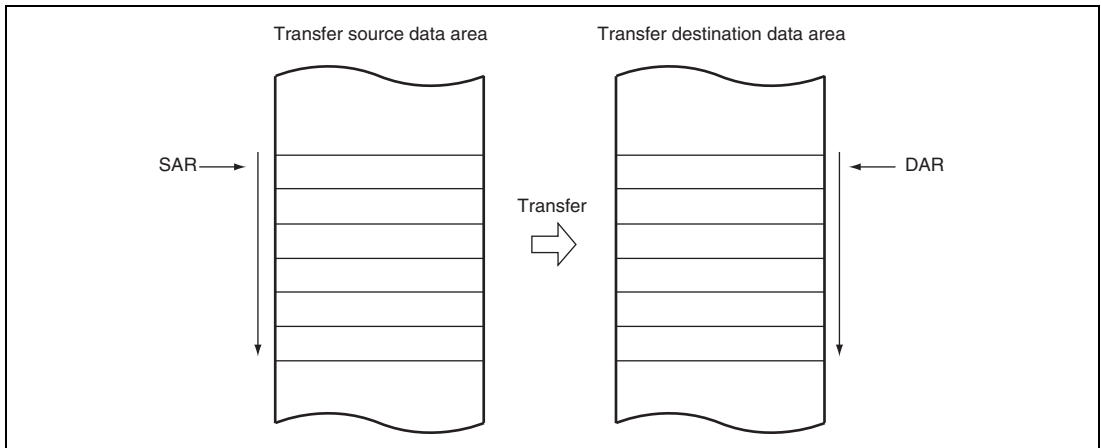 Transfer source data area
Transfer destination data area
SAR
DAR
Transfer